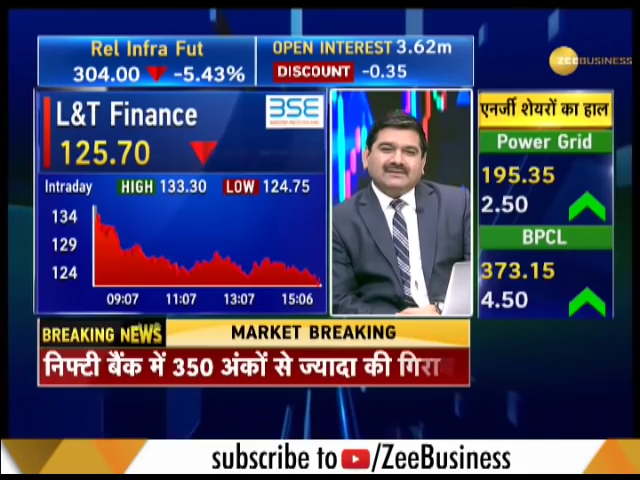 Rel Infra Fut
304.00 -5.43%
OPEN INTEREST 3.62m
DISCOUNT -0.35
ZEEBUSINESS
L&T Finance
125.70
BSE
Intraday HIGH 133.30 LOW 124.75
134
129
124
09:07 11:07 13:07 15:06
एनर्जी शेयरों का हाल
Power Grid
195.35
2.50
BPCL
373.15
4.50
BREAKING NEWS
MARKET BREAKING
निफ्टी बैंक में 350 अंकों से ज्यादा की गिरा
subscribe to /ZeeBusiness